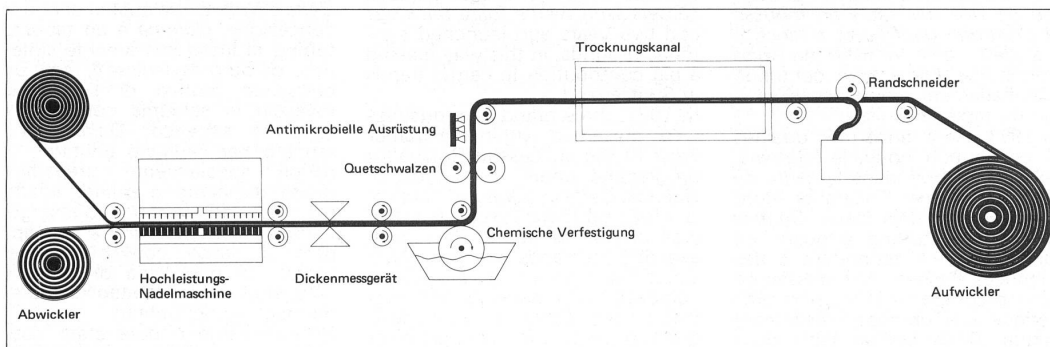 Trocknungskanal
Randschneider
Antimikrobielle Ausrüstung
Quetschwalzen
Chemische Verfestigung
Hochleistungs-
Nadelmaschine
Dickenmessgerät
Abwickler
Aufwickler